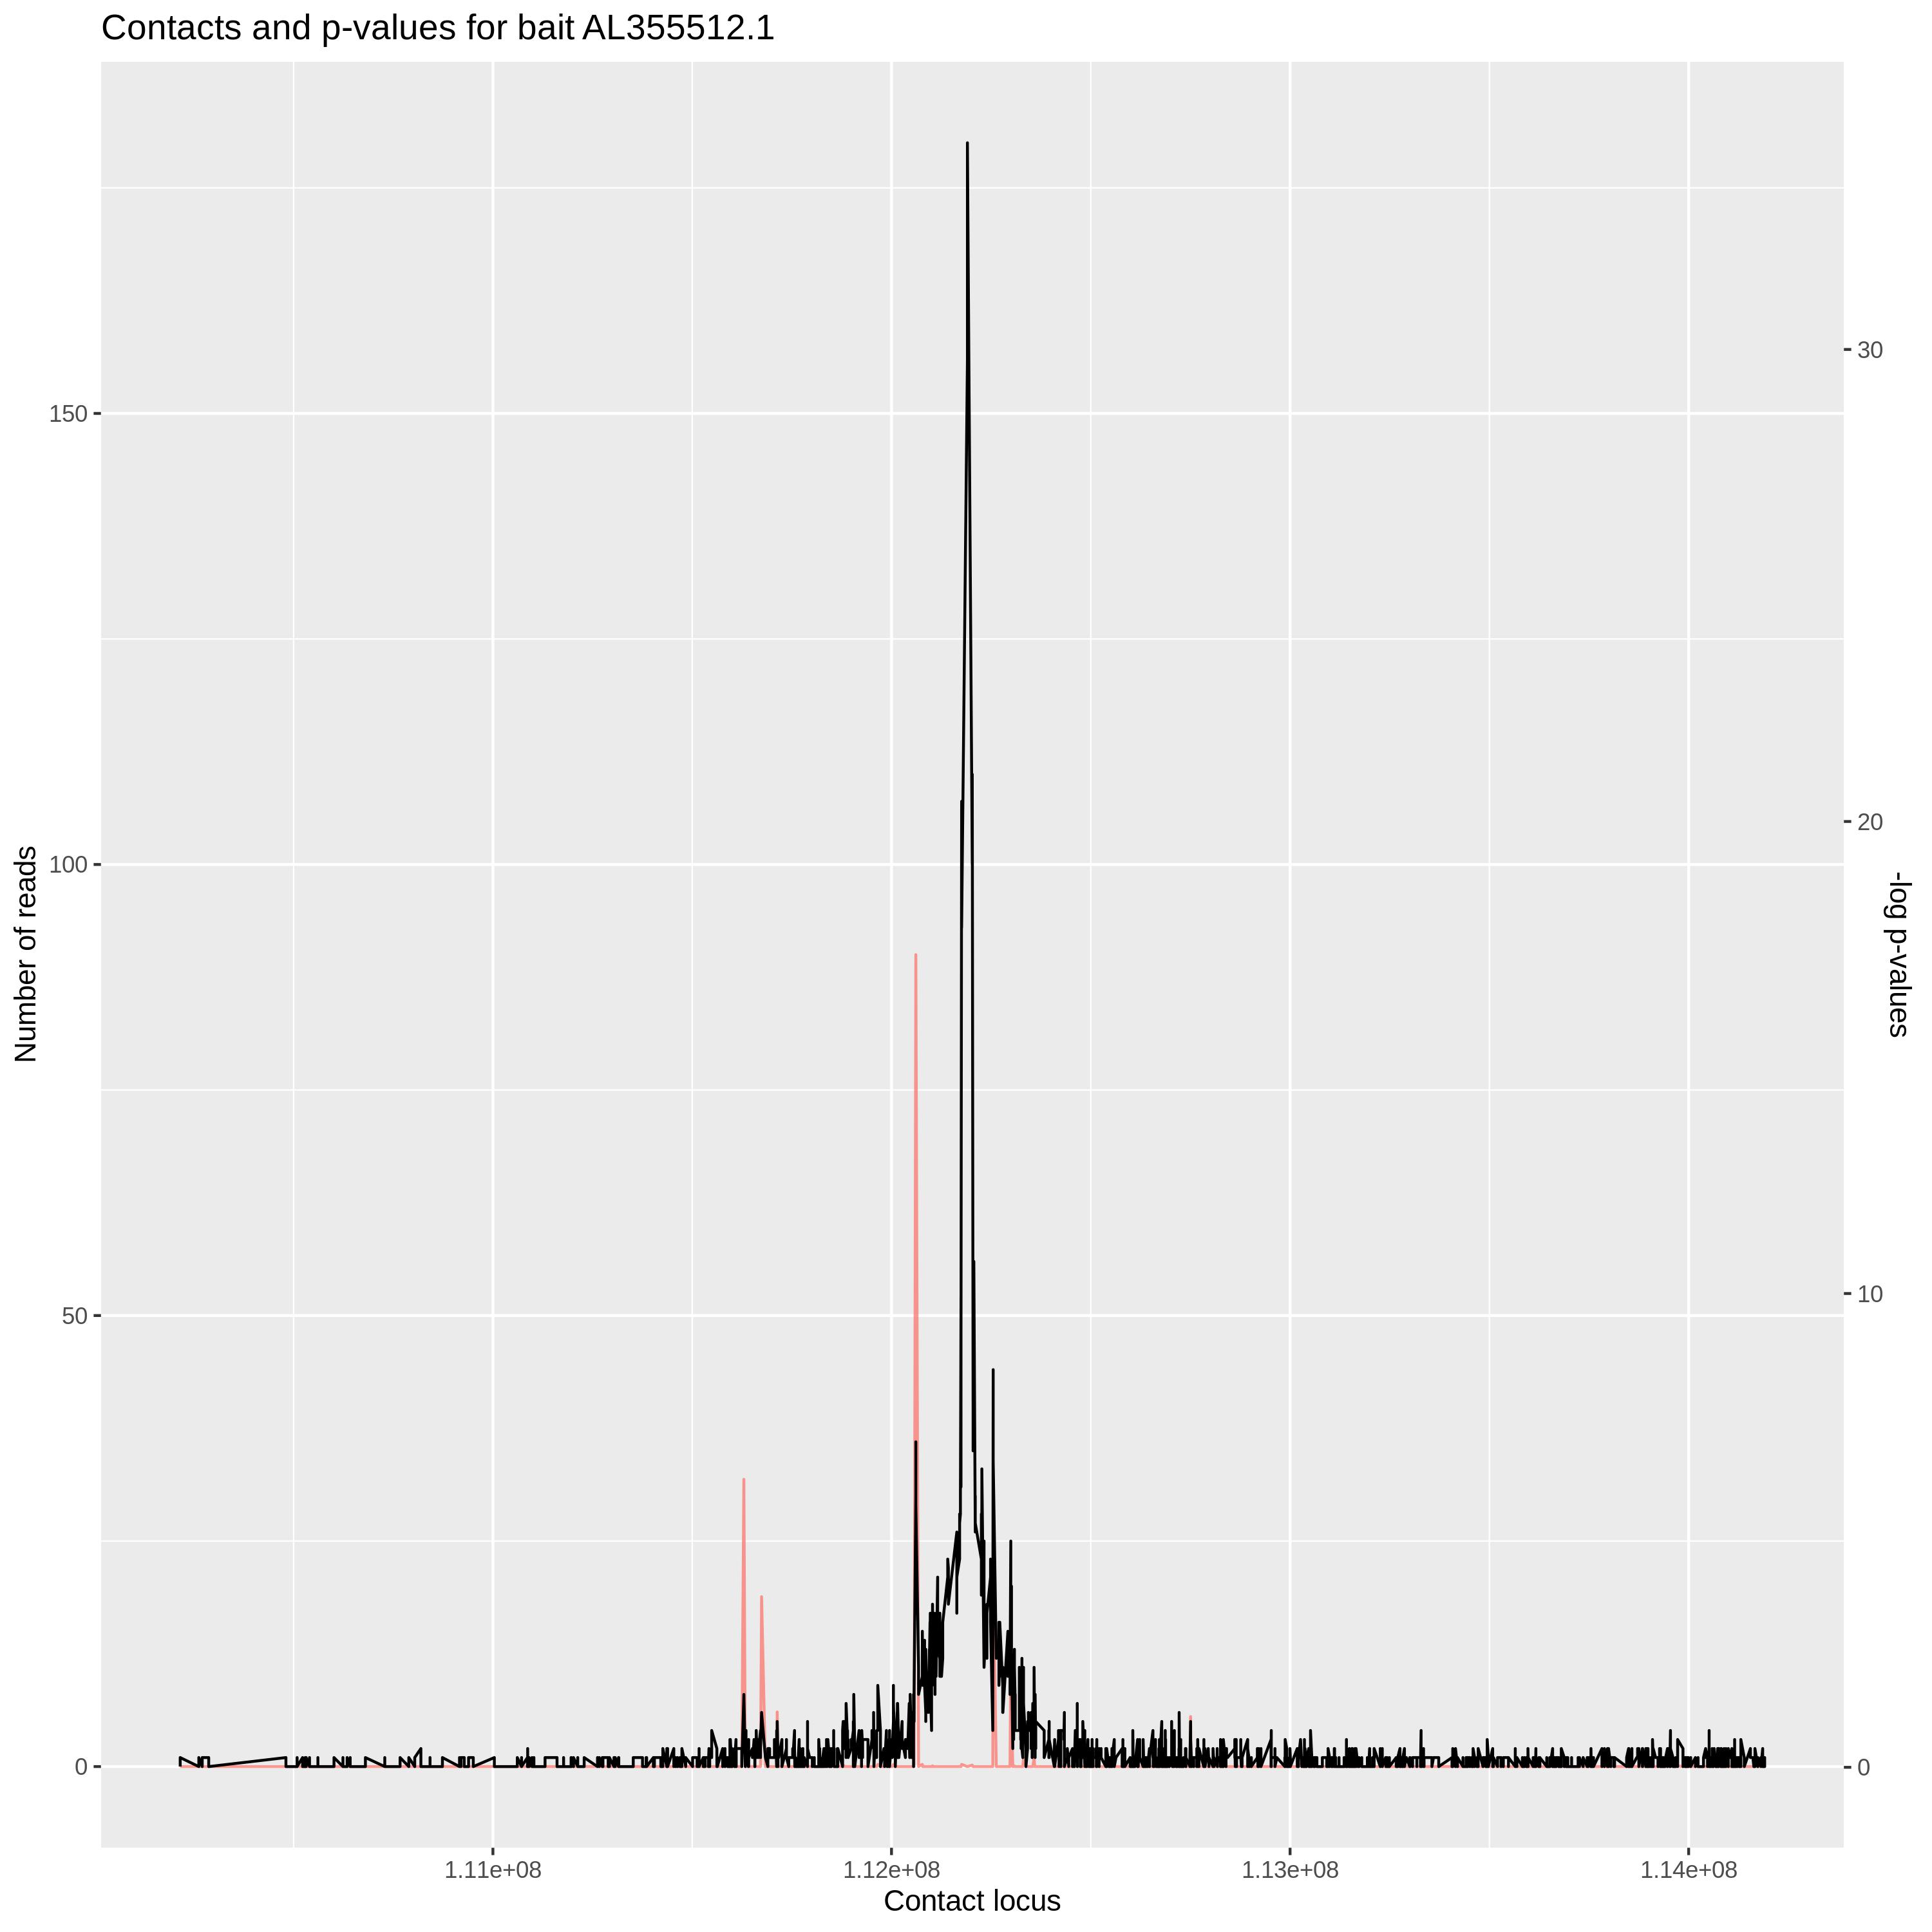 Contacts and p-values for bait AL355512.1
Number of reads
150
100
50
0
30
20
10
0
-log p-values
1.11e+08 1.12e+08 1.13e+08 1.14e+08
Contact locus